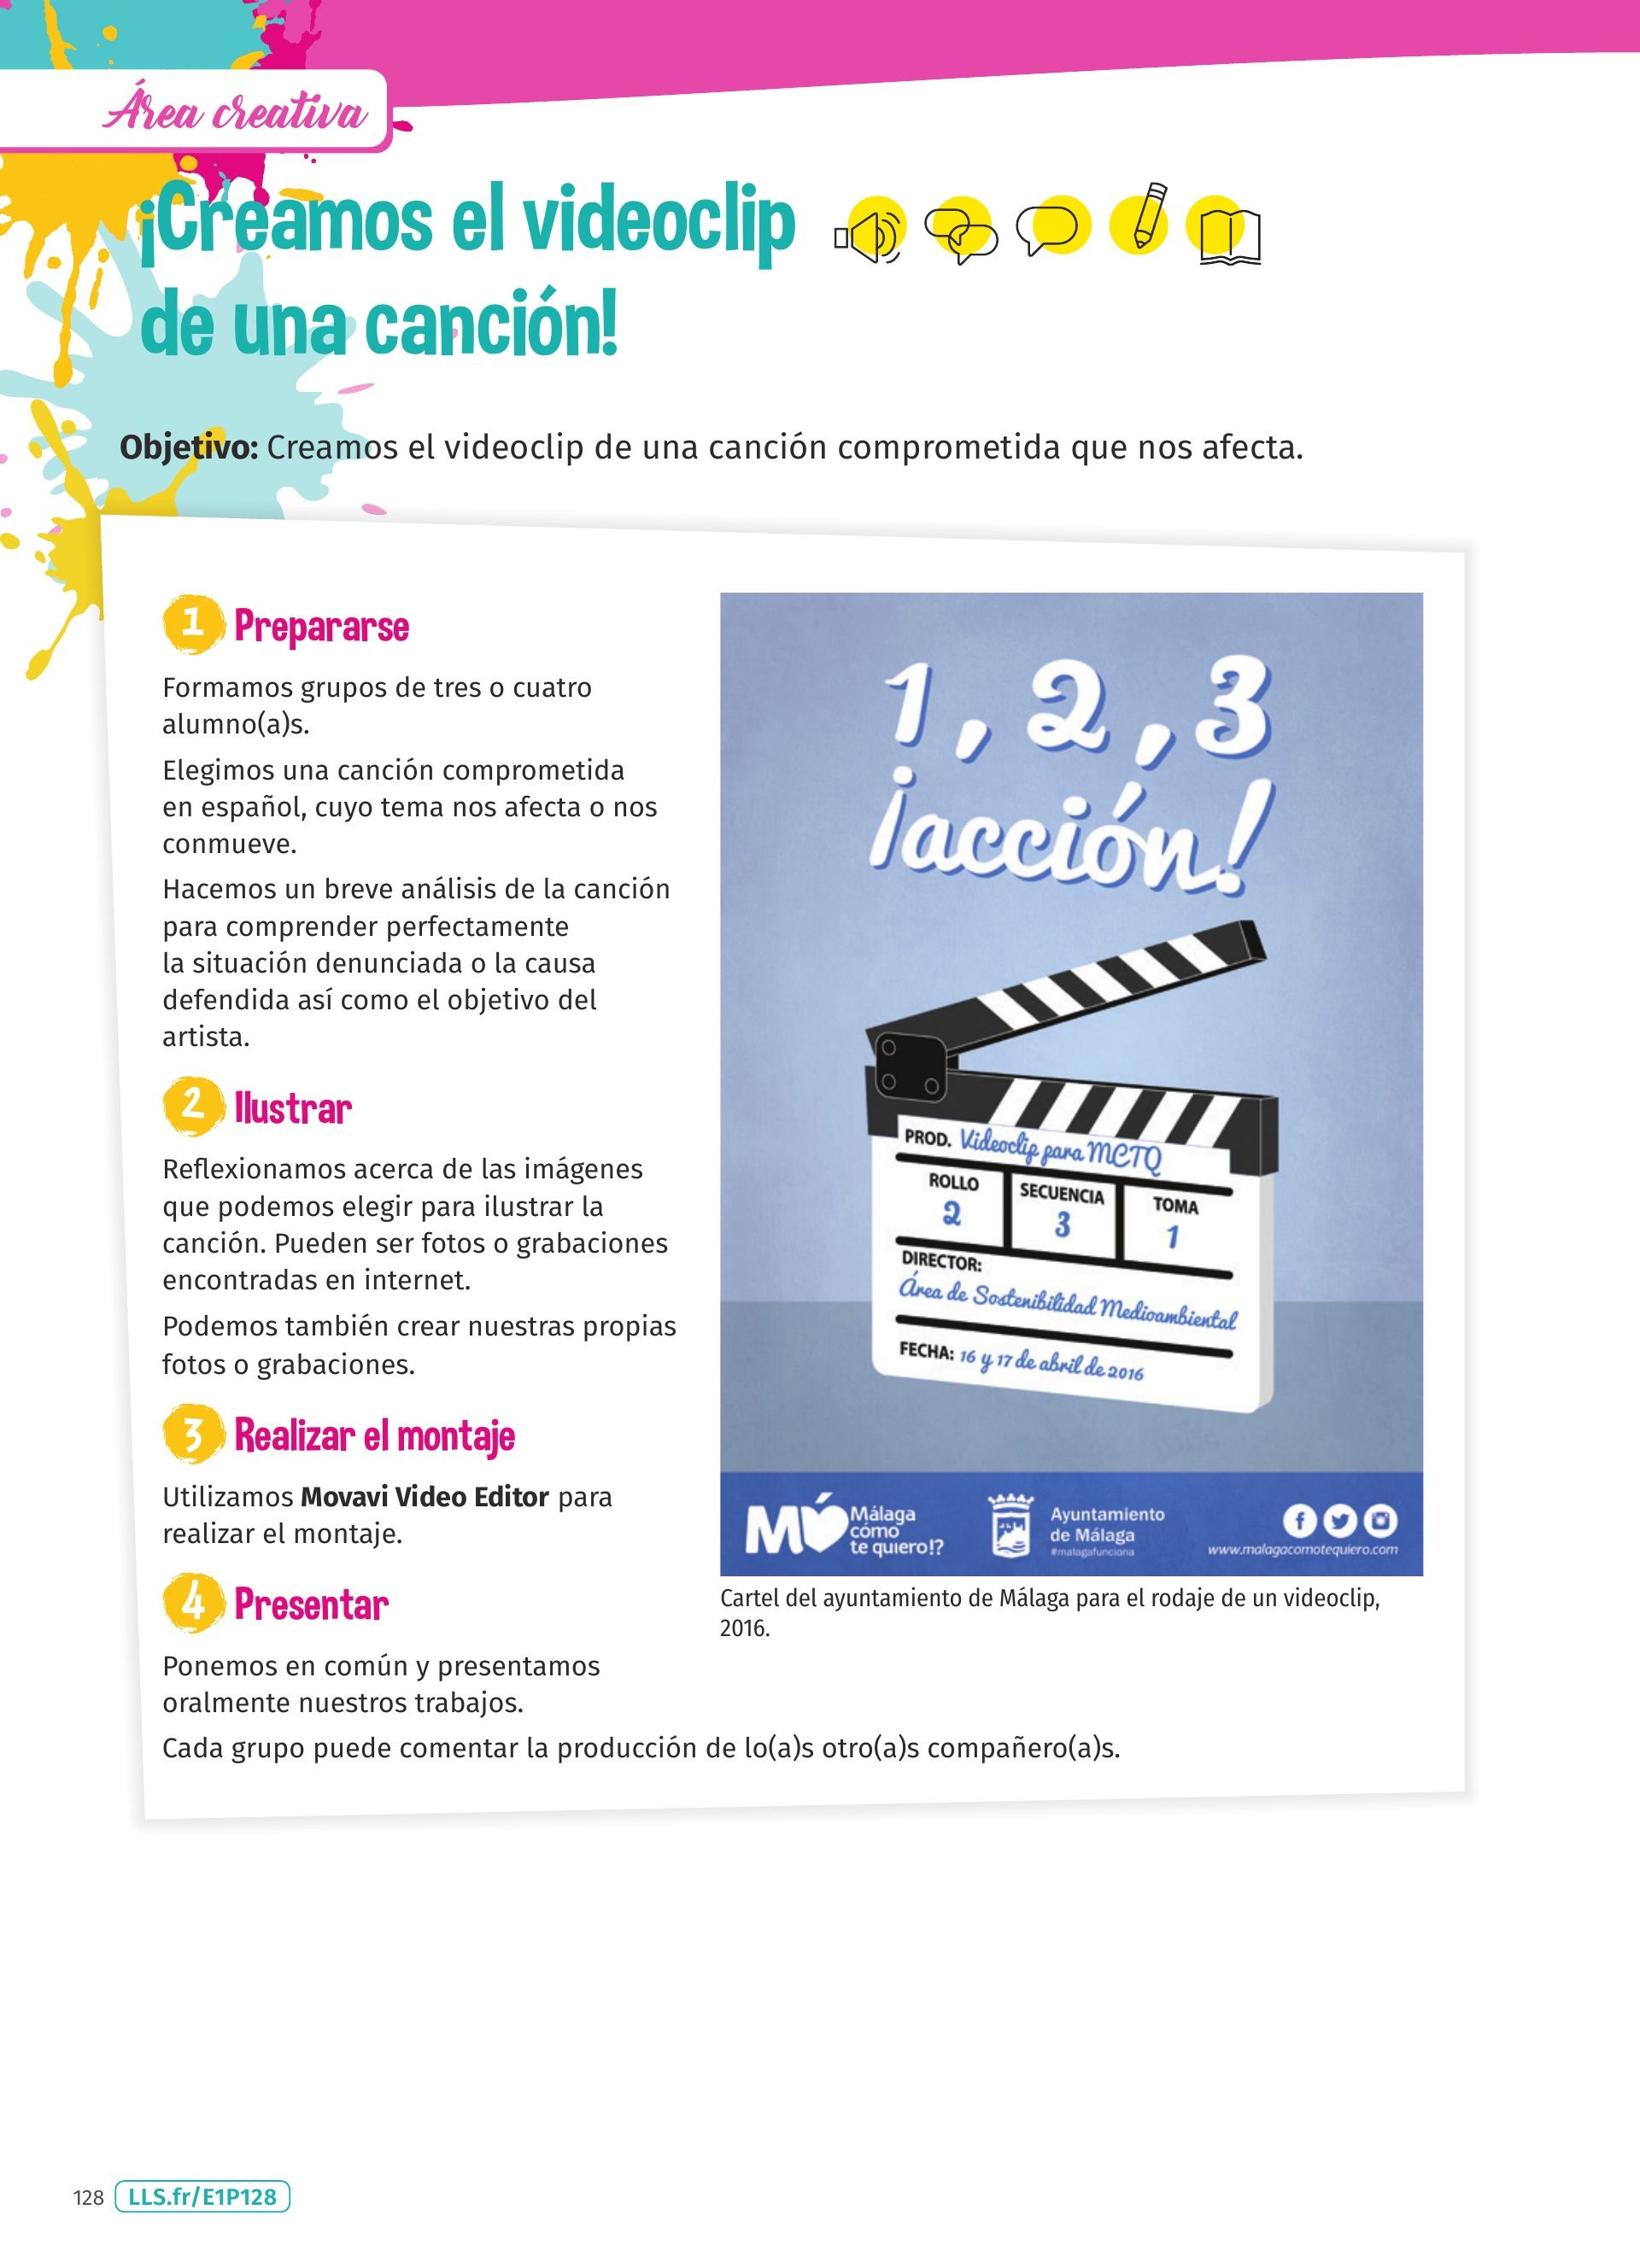 Área creativa
¡Creamos el videoclip
de una canción!
Objetivo: Creamos el videoclip de una canción comprometida que nos afecta.
1 Prepararse
Formamos grupos de tres o cuatro
alumno(a)s.
Elegimos una canción comprometida
en español, cuyo tema nos afecta o nos
conmueve.
Hacemos un breve análisis de la canción
para comprender perfectamente
la situación denunciada o la causa
defendida así como el objetivo del
artista.
2 Ilustrar
Reflexionamos acerca de las imágenes
que podemos elegir para ilustrar la
canción. Pueden ser fotos o grabaciones
encontradas en internet.
Podemos también crear nuestras propias
fotos o grabaciones.
3 Realizar el montaje
Utilizamos Movavi Video Editor para
realizar el montaje.
4 Presentar
Ponemos en común y presentamos
oralmente nuestros trabajos.
Cada grupo puede comentar la producción de lo(a)s otro(a)s compañero(a)s.
1, 2, 3
¡acción!
PROD. Videoclip para MCTQ
ROLLO SECUENCIA TOMA
2 3 1
DIRECTOR:
Área de Sostenibilidad Medioambiental
FECHA: 16 y 17 de abril de 2016
Málaga
cómo
te quiero!?
Ayuntamiento
de Málaga
#malagafunciona
www.malagacomotequiero.com
Cartel del ayuntamiento de Málaga para el rodaje de un videoclip,
2016.
128 LLS.fr/E1P128